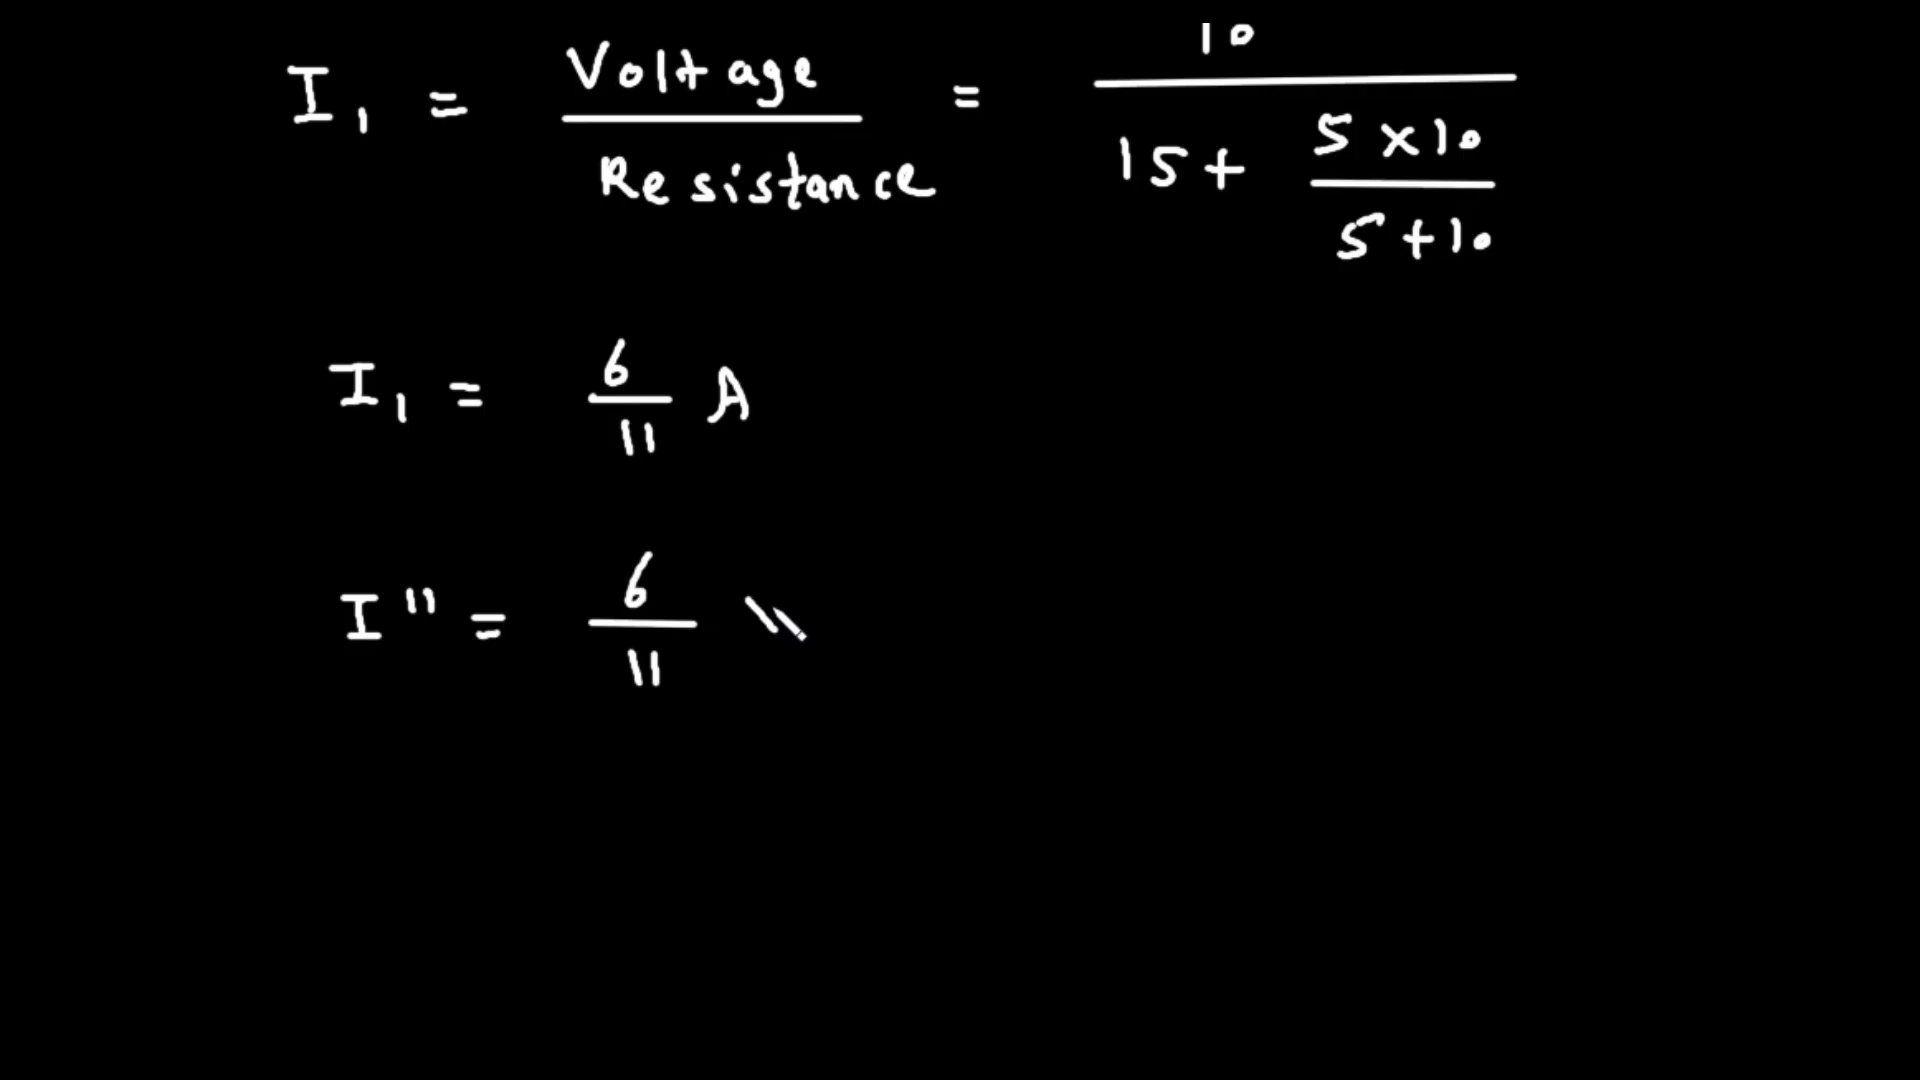 I₁ = Voltage / Resistance = 10 / (15 + (5 × 10) / (5 + 10))
I₁ = 6/11 A
I" = 6/11